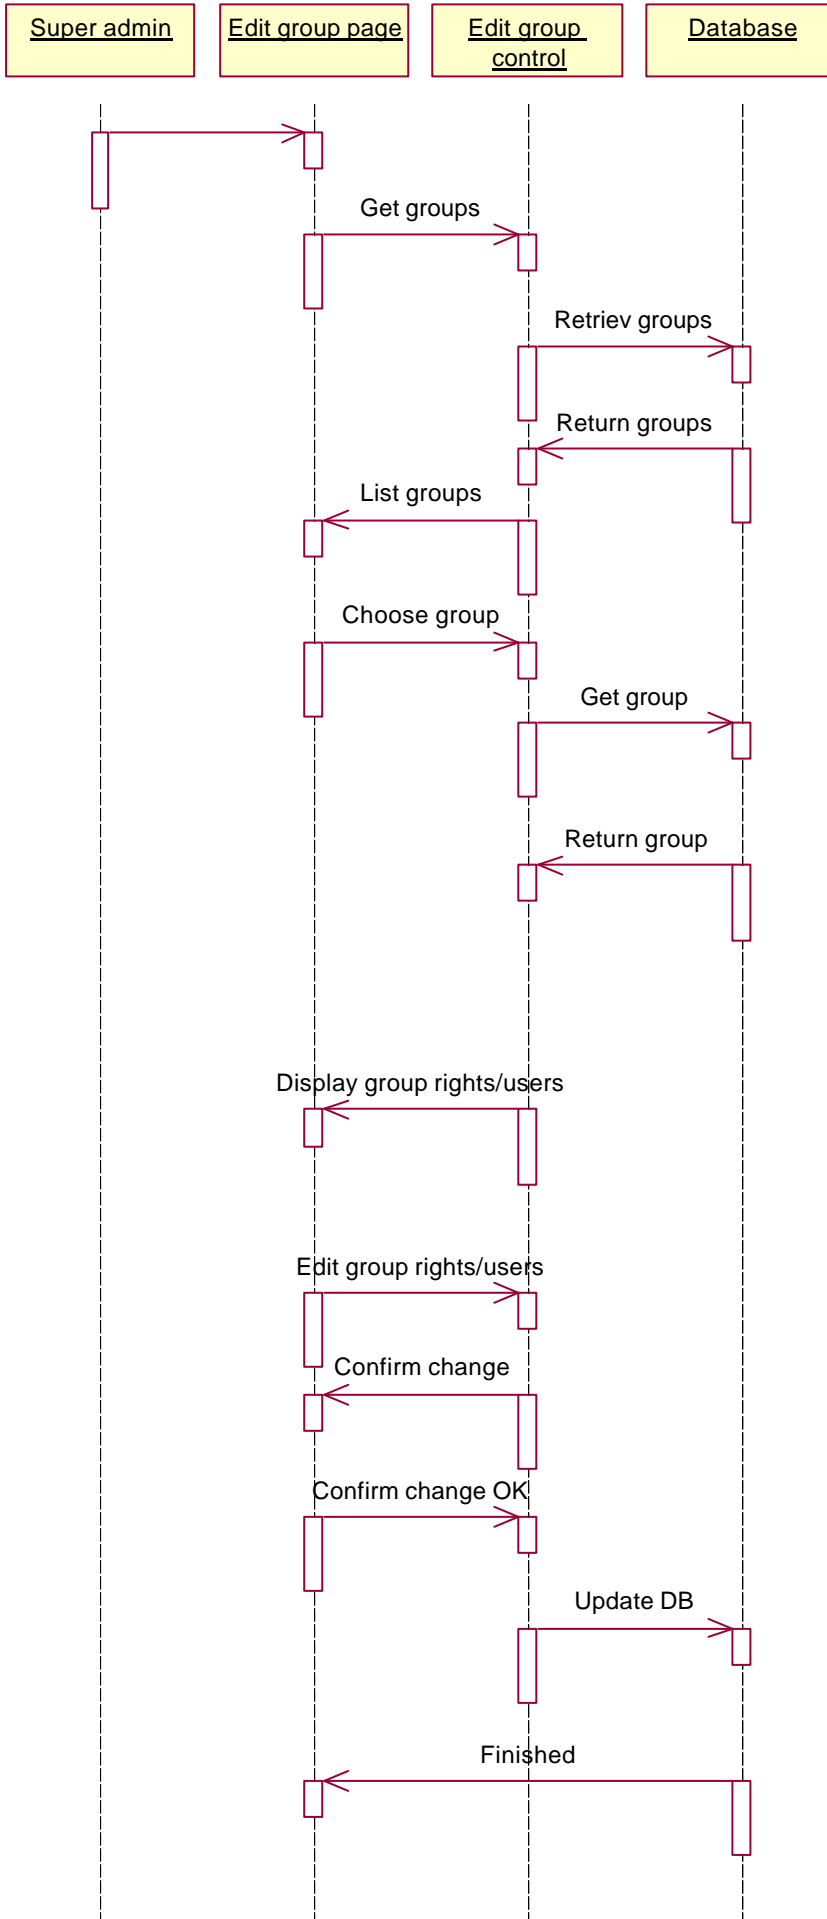 Super admin
Edit group page
Edit group
control
Database
Get groups
Retriev groups
Return groups
List groups
Choose group
Get group
Return group
Display group rights/users
Edit group rights/users
Confirm change
Confirm change OK
Update DB
Finished